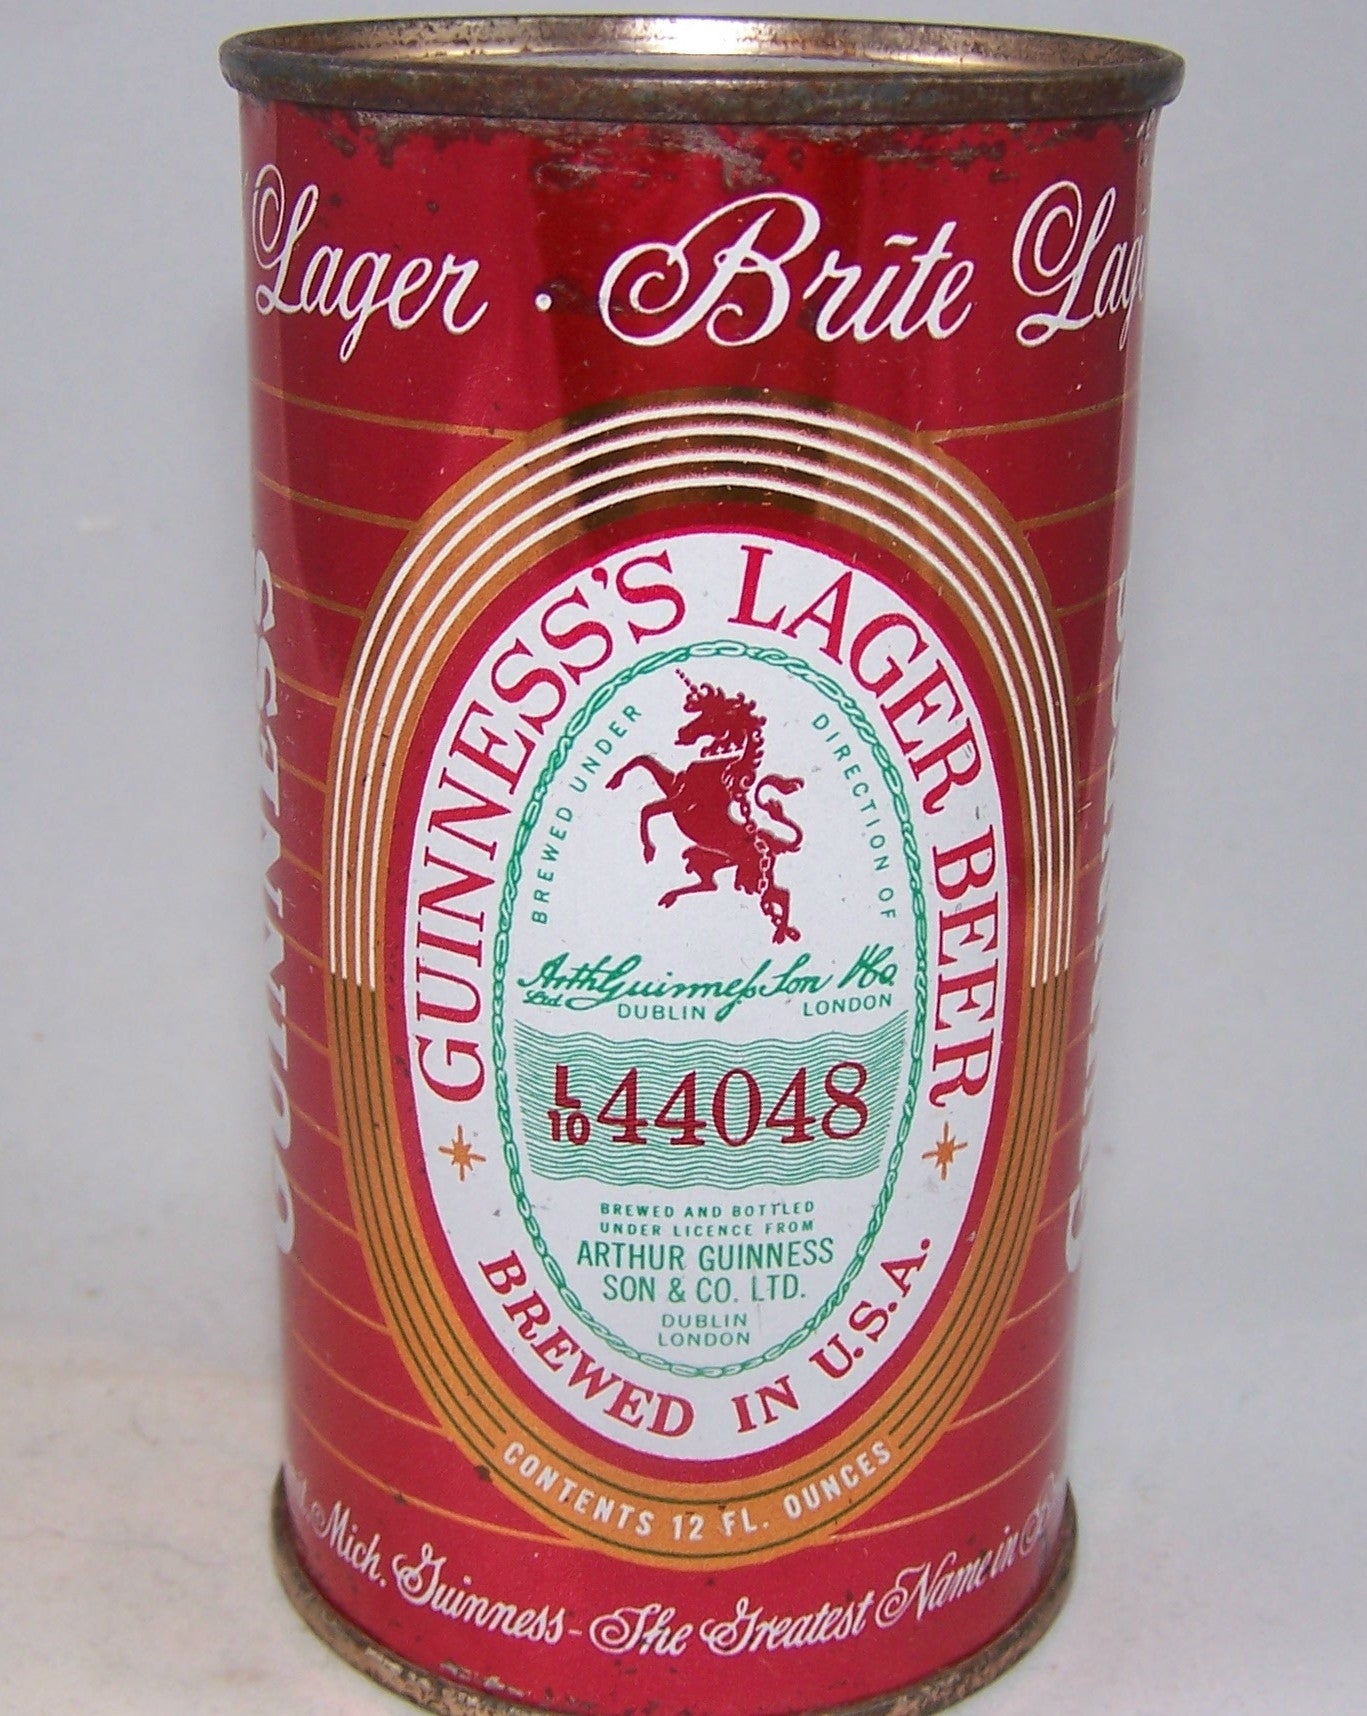 Lager · Brite Lag
GUINNESS'S LAGER BEER
BREWED UNDER
DIRECTION OF
Arth Guinness Son & Co.
Ltd.
DUBLIN LONDON
L
10 44048
BREWED AND BOTTLED
UNDER LICENCE FROM
ARTHUR GUINNESS
SON & CO. LTD.
DUBLIN
LONDON
BREWED IN U.S.A.
CONTENTS 12 FL. OUNCES
GUINNESS
Mich. Guinness - The Greatest Name in